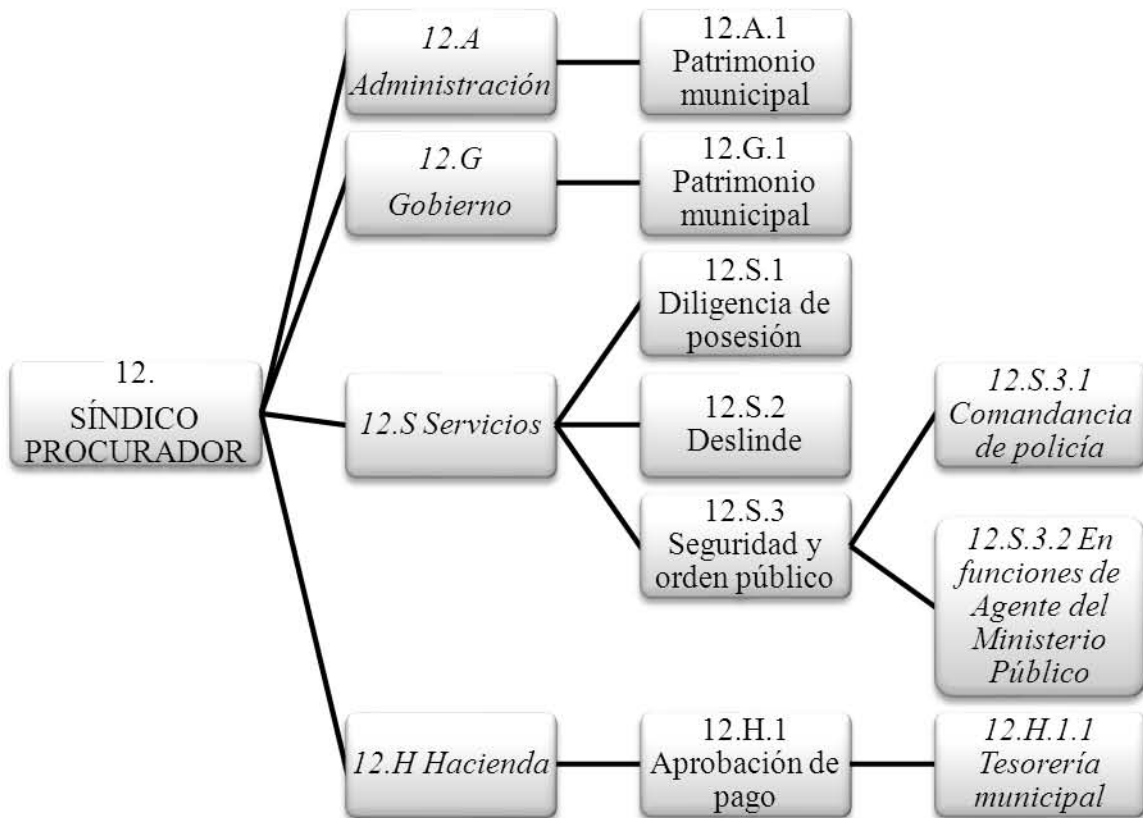 12.
SÍNDICO
PROCURADOR
12.A
Administración
12.A.1
Patrimonio
municipal
12.G
Gobierno
12.G.1
Patrimonio
municipal
12.S Servicios
12.S.1
Diligencia de
posesión
12.S.2
Deslinde
12.S.3
Seguridad y
orden público
12.S.3.1
Comandancia
de policía
12.S.3.2 En
funciones de
Agente del
Ministerio
Público
12.H Hacienda
12.H.1
Aprobación de
pago
12.H.1.1
Tesorería
municipal